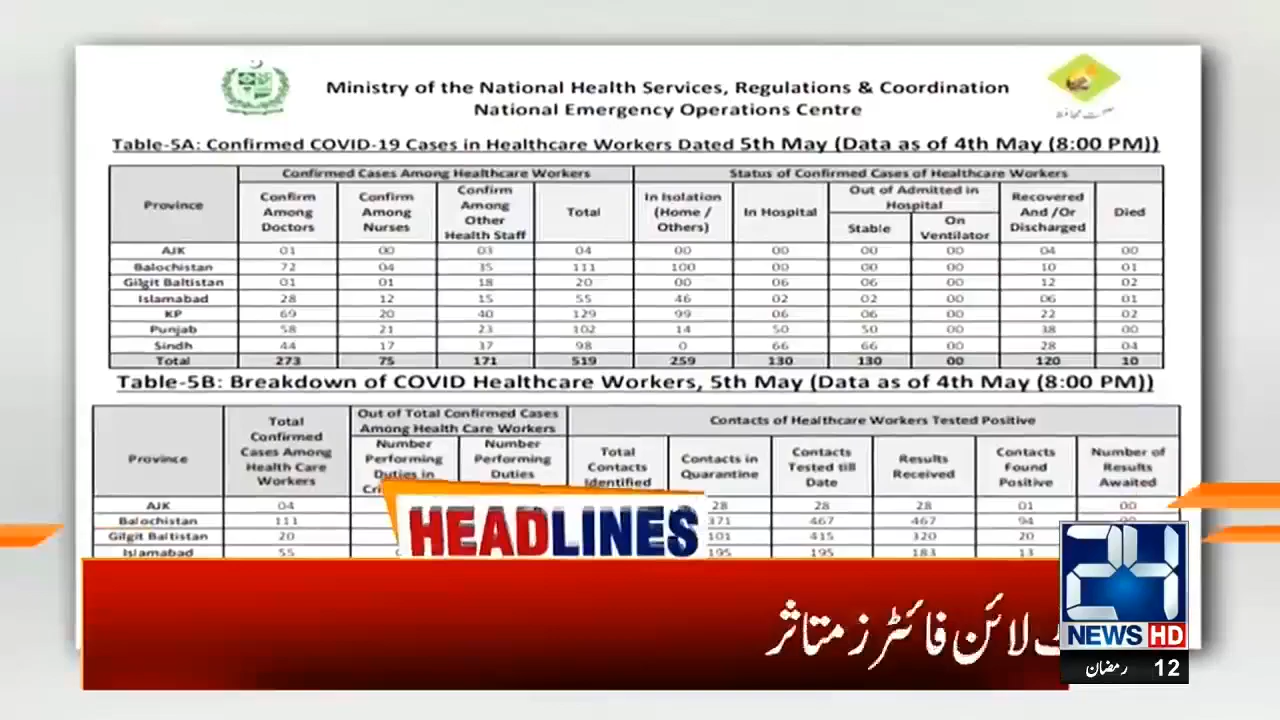 Ministry of the National Health Services, Regulations & Coordination
National Emergency Operations Centre
Table-5A: Confirmed COVID-19 Cases in Healthcare Workers Dated 5th May (Data as of 4th May (8:00 PM))
Province
Confirmed Cases Among Healthcare Workers
Status of Confirmed Cases of Healthcare Workers
Confirm Among Doctors
Confirm Among Nurses
Confirm Among Other Health Staff
Total
In Isolation (Home / Others)
In Hospital
Out of Admitted in Hospital
Stable
On Ventilator
Recovered And /Or Discharged
Died
AJK 01 00 03 04 00 00 00 00 04 00
Balochistan 72 04 35 111 100 00 00 00 10 01
Gilgit Baltistan 01 01 18 20 00 06 06 00 12 02
Islamabad 28 12 15 55 46 02 02 00 06 01
KP 69 20 40 129 99 06 06 00 22 02
Punjab 58 21 23 102 14 50 50 00 38 00
Sindh 44 17 37 98 0 66 66 00 28 04
Total 273 75 171 519 259 130 130 00 120 10
Table-5B: Breakdown of COVID Healthcare Workers, 5th May (Data as of 4th May (8:00 PM))
Province
Total Confirmed Cases Among Health Care Workers
Out of Total Confirmed Cases Among Health Care Workers
Contacts of Healthcare Workers Tested Positive
Number Performing Duties in
Number Performing Duties
Total Contacts Identified
Contacts in Quarantine
Contacts Tested till Date
Results Received
Contacts Found Positive
Number of Results Awaited
AJK 04 28 28 28 01 00
Balochistan 111 371 467 467 94
Gilgit Baltistan 20 101 415 320 20
Islamabad 55 195 195 183 13
HEADLINES
لائن فائٹرز متاثر
24
NEWS HD
12 رمضان